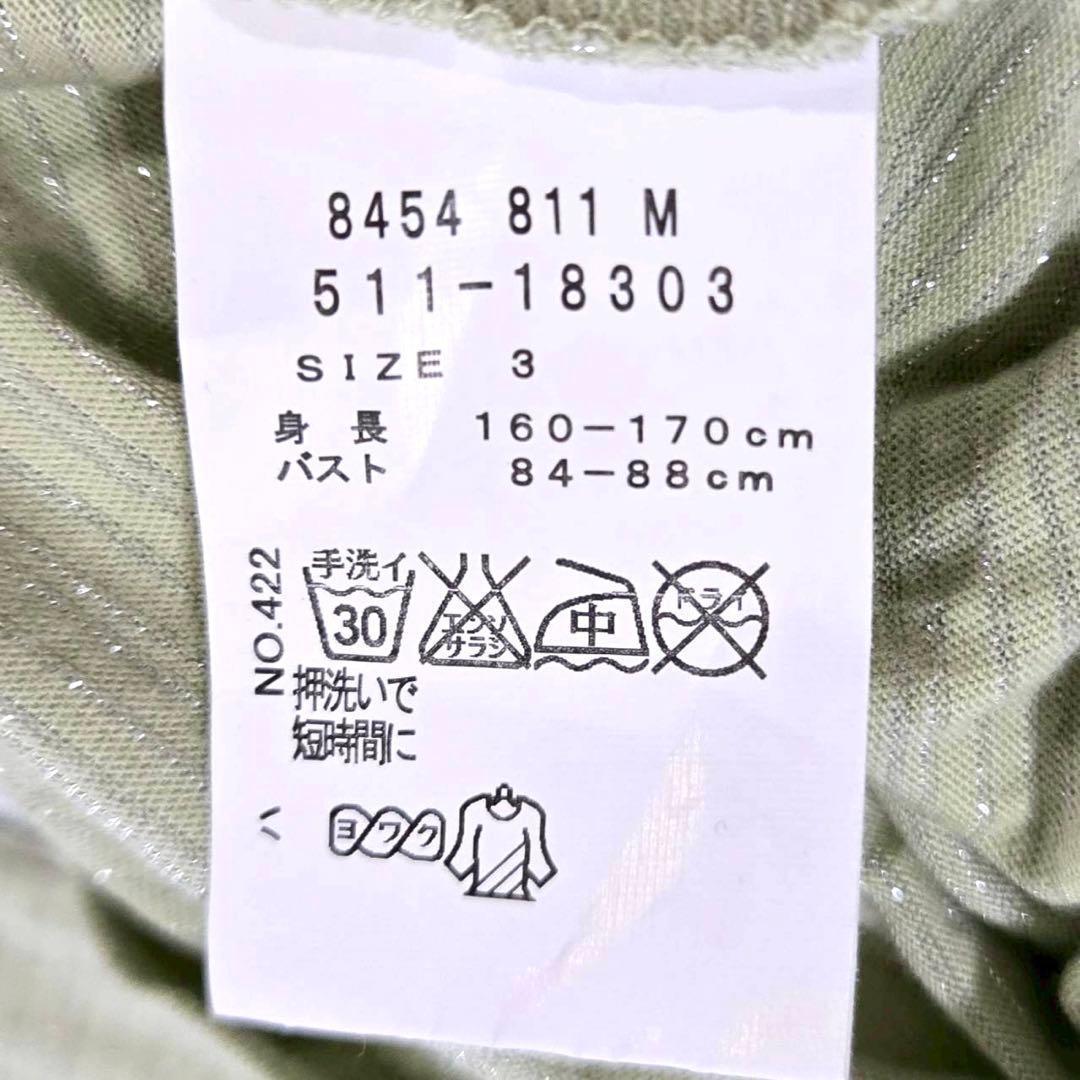 8454 811 M
511-18303
SIZE 3
身長 160-170cm
バスト 84-88cm
NO.422
手洗イ
30
エンソ
サラシ
中
ドライ
押洗いで
短時間に
ハ
ヨワク